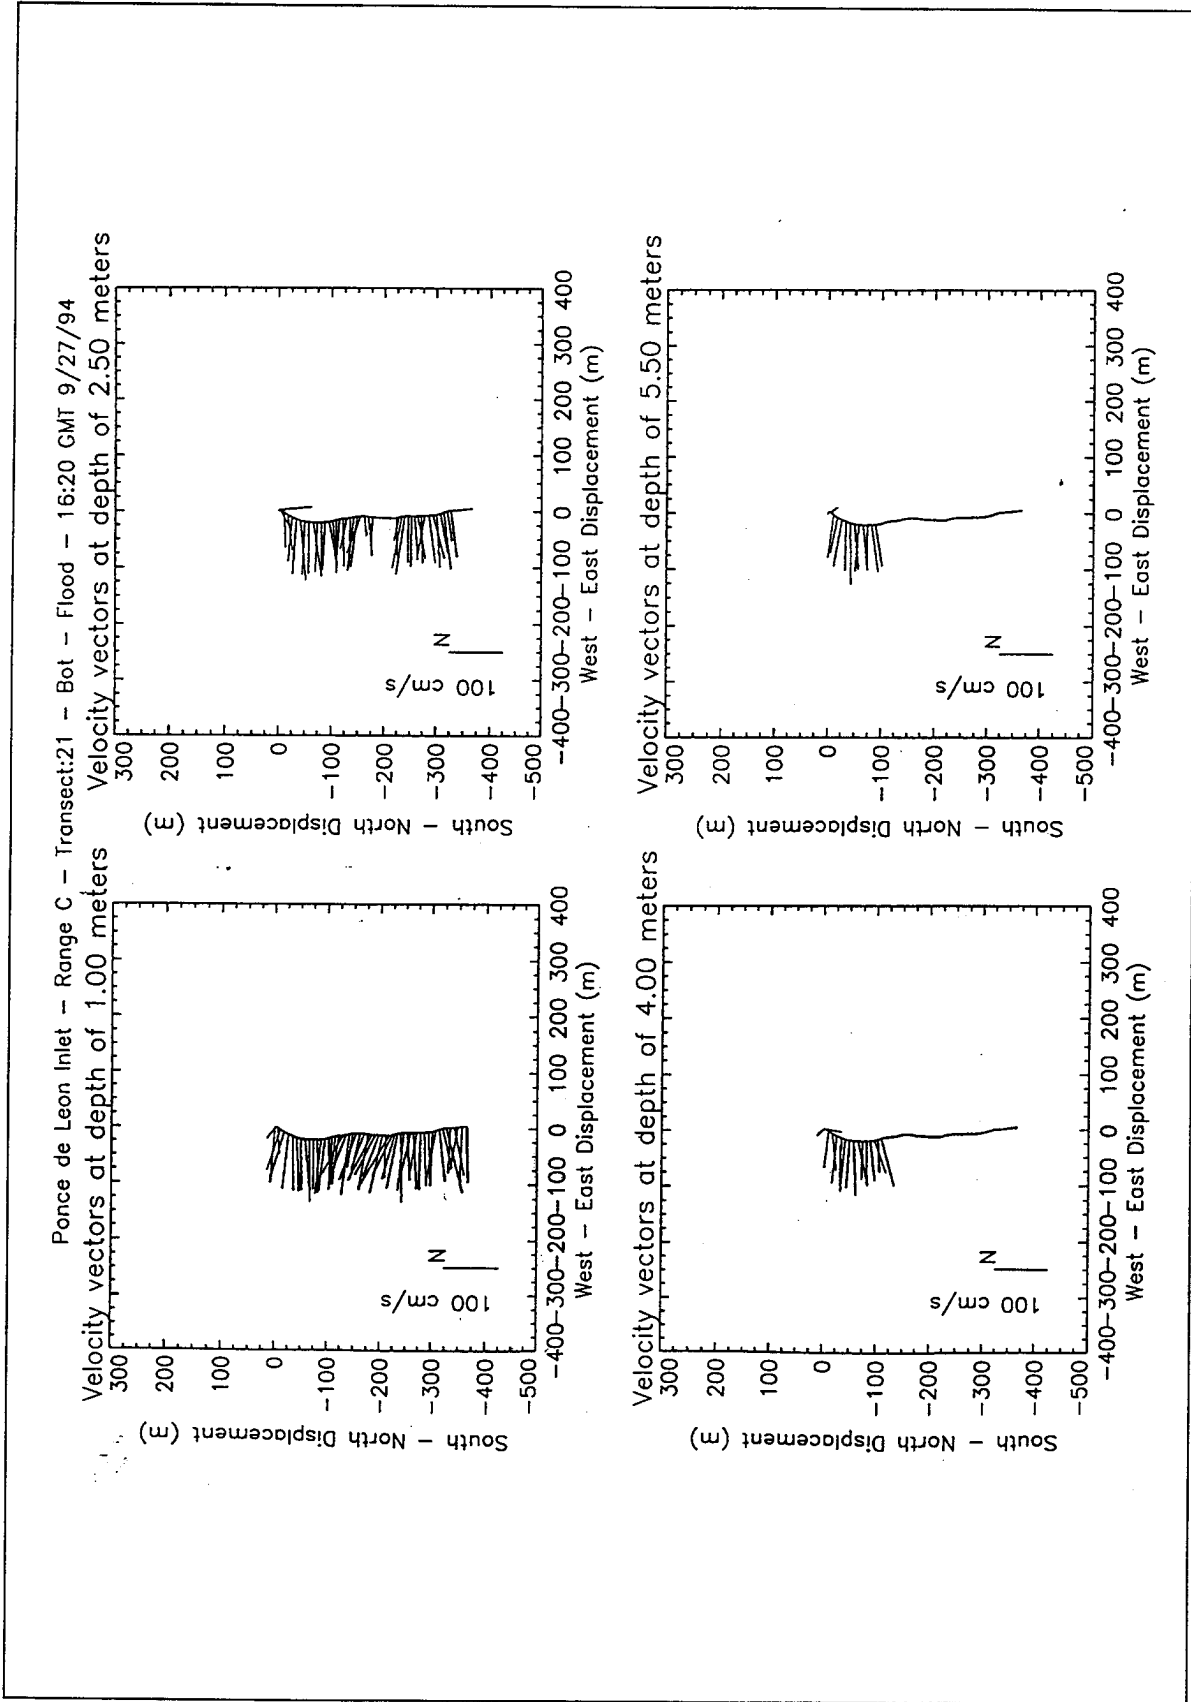 Ponce de Leon Inlet – Range C – Transect:21 – Bot – Flood – 16:20 GMT 9/27/94
Velocity vectors at depth of 1.00 meters
300
200
100
0
−100
−200
−300
−400
−500
South – North Displacement (m)
100 cm/s
N
−400−300−200−100 0 100 200 300 400
West – East Displacement (m)
Velocity vectors at depth of 2.50 meters
300
200
100
0
−100
−200
−300
−400
−500
South – North Displacement (m)
100 cm/s
N
−400−300−200−100 0 100 200 300 400
West – East Displacement (m)
Velocity vectors at depth of 4.00 meters
300
200
100
0
−100
−200
−300
−400
−500
South – North Displacement (m)
100 cm/s
N
−400−300−200−100 0 100 200 300 400
West – East Displacement (m)
Velocity vectors at depth of 5.50 meters
300
200
100
0
−100
−200
−300
−400
−500
South – North Displacement (m)
100 cm/s
N
−400−300−200−100 0 100 200 300 400
West – East Displacement (m)